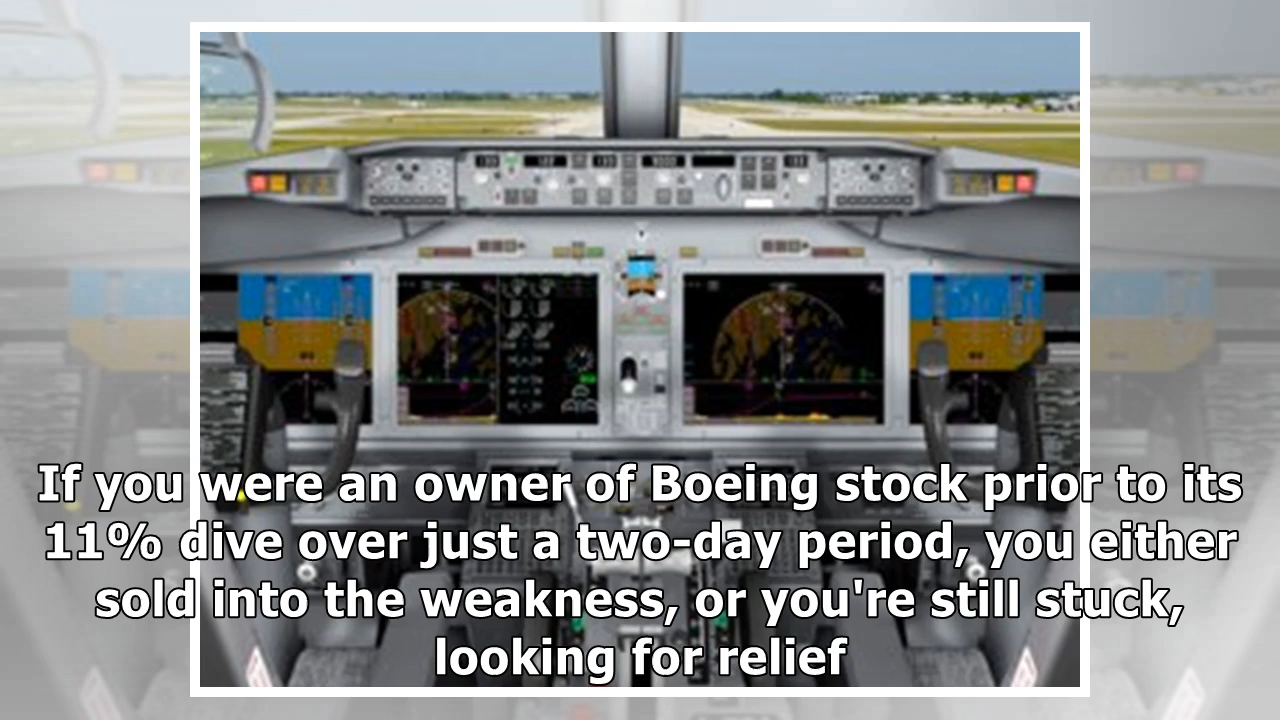 If you were an owner of Boeing stock prior to its
11% dive over just a two-day period, you either
sold into the weakness, or you're still stuck,
looking for relief